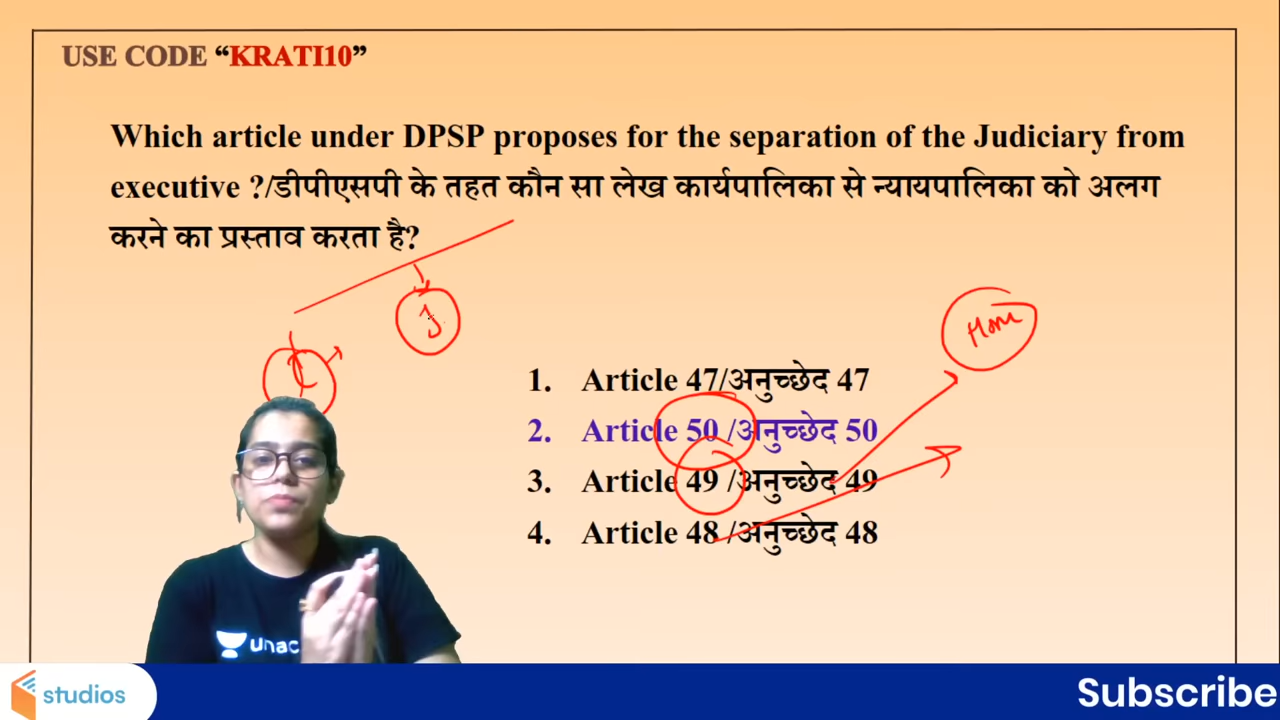 USE CODE “KRATI10”
Which article under DPSP proposes for the separation of the Judiciary from
executive ?/डीपीएसपी के तहत कौन सा लेख कार्यपालिका से न्यायपालिका को अलग
करने का प्रस्ताव करता है?
J
1. Article 47/अनुच्छेद 47
2. Article 50 /अनुच्छेद 50
3. Article 49 /अनुच्छेद 49
4. Article 48 /अनुच्छेद 48
unac
studios
Subscribe